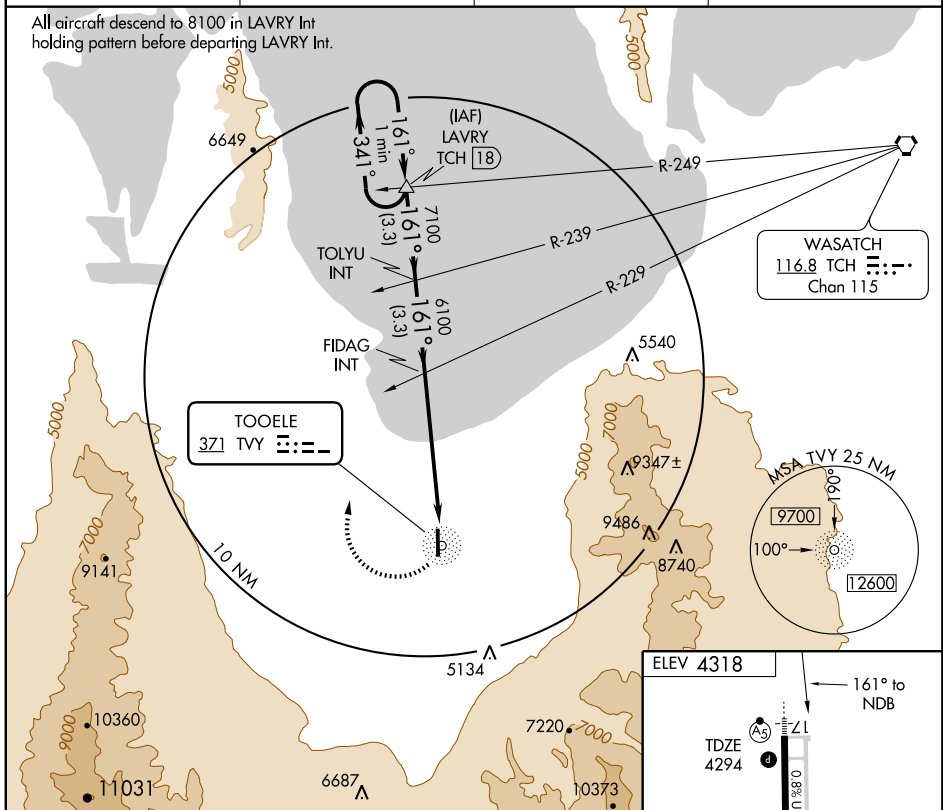 All aircraft descend to 8100 in LAVRY Int
holding pattern before departing LAVRY Int.
5000
5000
6649
161°
1 min
341°
(IAF)
LAVRY
TCH 18
R-249
7100
161°
(3.3)
R-239
WASATCH
116.8 TCH
Chan 115
TOLYU
INT
R-229
6100
161°
(3.3)
FIDAG
INT
5540
5000
7000
TOOELE
371 TVY
5000
9347±
MSA TVY 25 NM
190°
9700
100°
12600
9486
8740
7000
9141
10 NM
5134
ELEV 4318
161° to
NDB
17
A5
P
TDZE
4294
0.8% U
10360
9000
11031
7220
7000
6687
10373